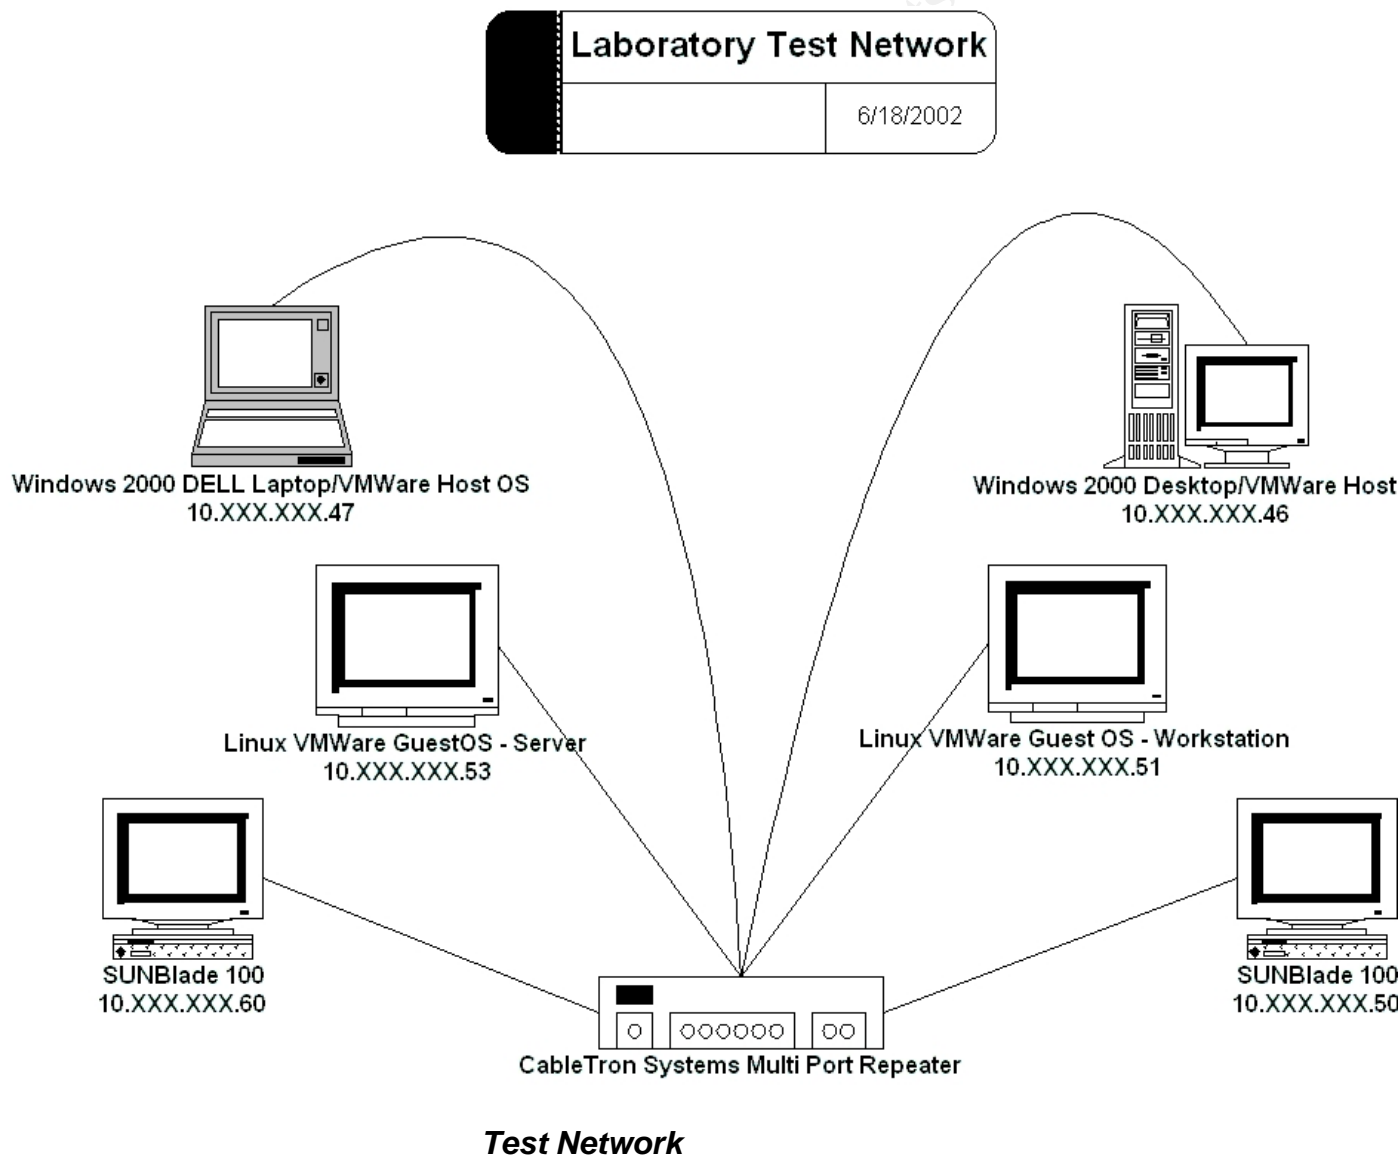 Laboratory Test Network
6/18/2002
Windows 2000 DELL Laptop/VMWare Host OS
10.XXX.XXX.47
Windows 2000 Desktop/VMWare Host
10.XXX.XXX.46
Linux VMWare GuestOS - Server
10.XXX.XXX.53
Linux VMWare Guest OS - Workstation
10.XXX.XXX.51
SUNBlade 100
10.XXX.XXX.60
SUNBlade 100
10.XXX.XXX.50
CableTron Systems Multi Port Repeater
Test Network